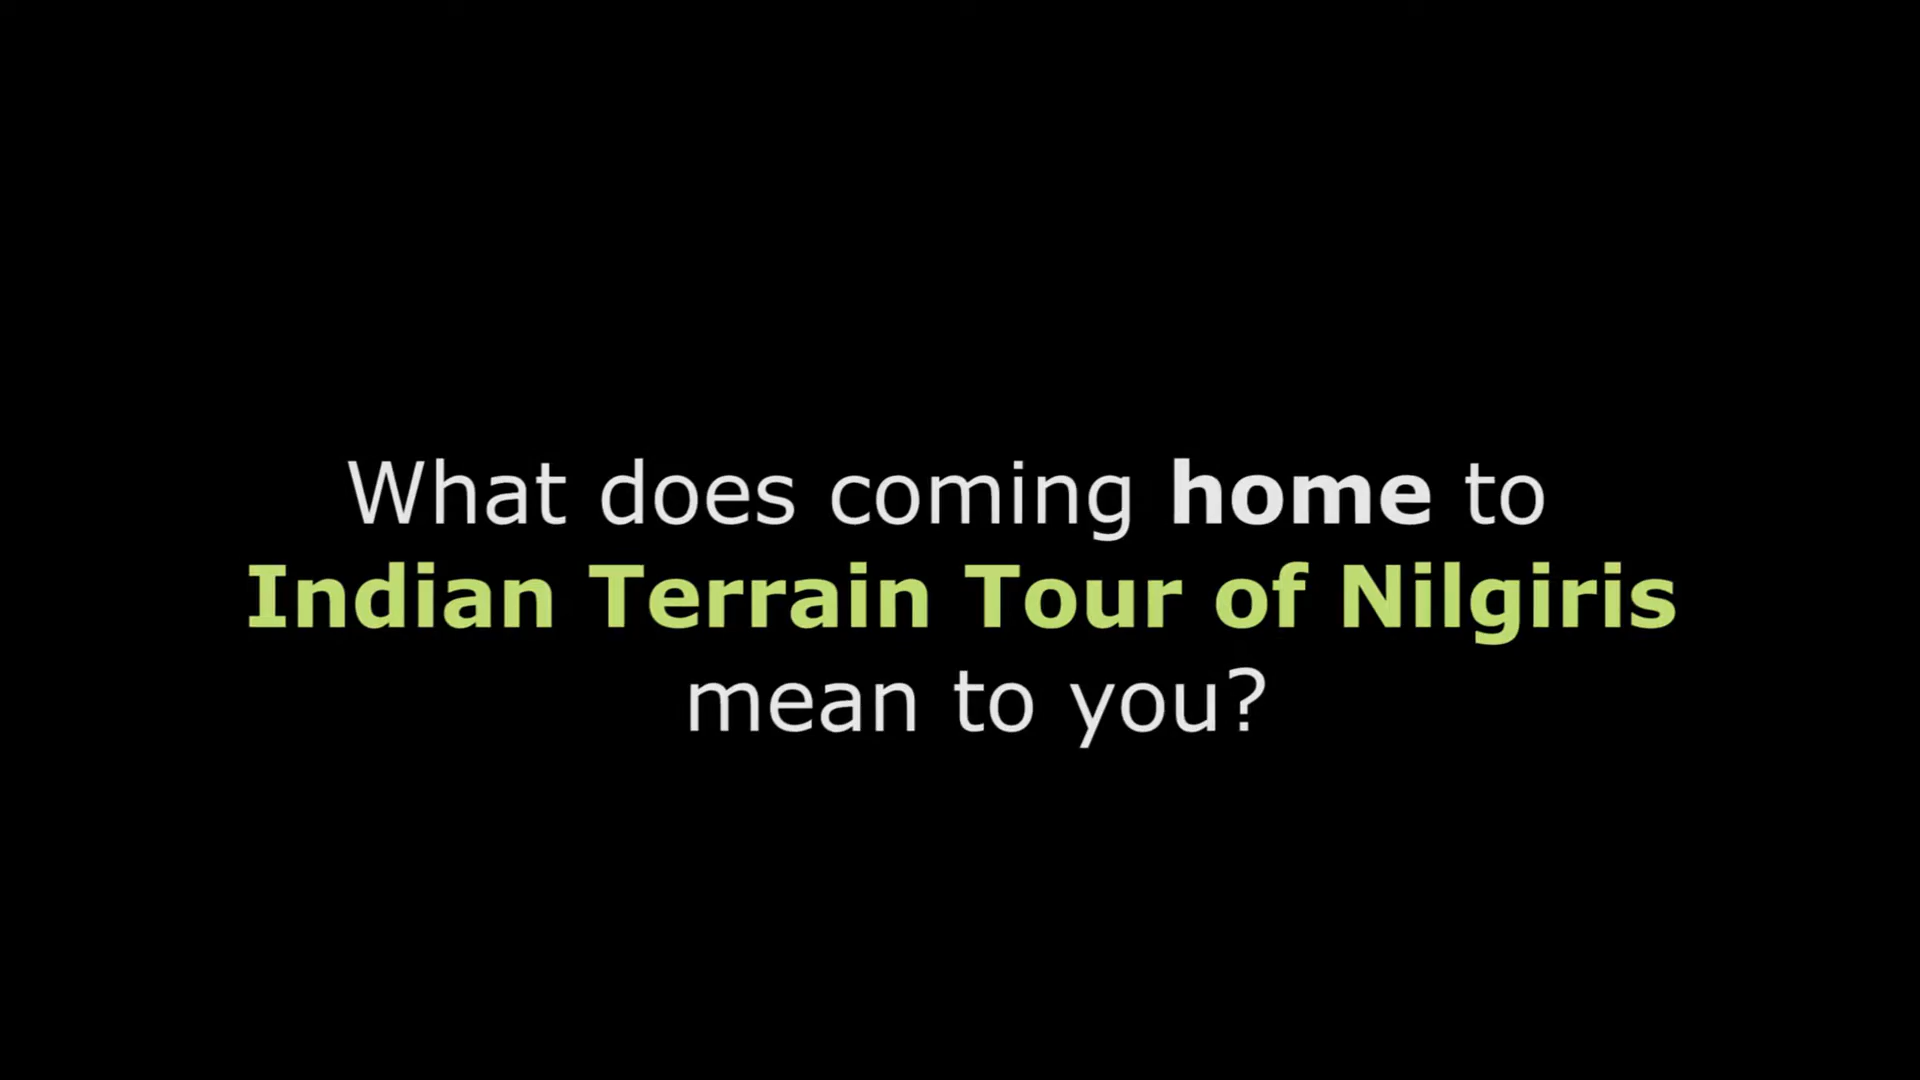 What does coming home to
Indian Terrain Tour of Nilgiris
mean to you?